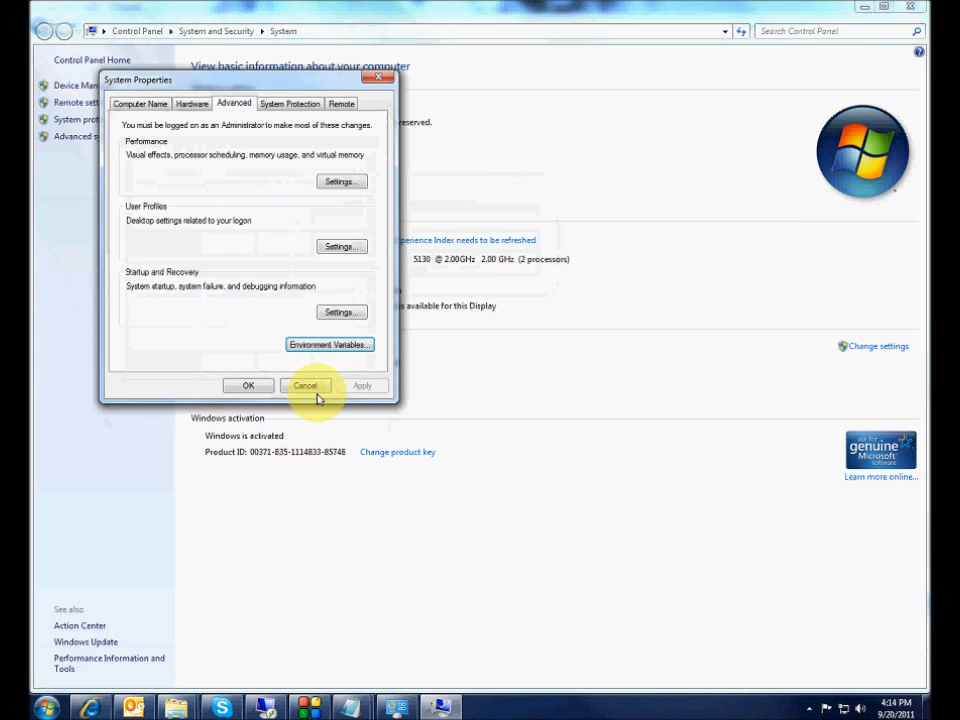 Control Panel ▸ System and Security ▸ System
Search Control Panel
Control Panel Home
View basic information about your computer
Device Man
Remote sett
System prot
Advanced s
System Properties
Computer Name Hardware Advanced System Protection Remote
You must be logged on as an Administrator to make most of these changes.
Performance
Visual effects, processor scheduling, memory usage, and virtual memory
Settings...
User Profiles
Desktop settings related to your logon
Settings...
Startup and Recovery
System startup, system failure, and debugging information
Settings...
Environment Variables...
OK Cancel Apply
eserved.
perience Index needs to be refreshed
5130 @ 2.00GHz 2.00 GHz (2 processors)
s available for this Display
Change settings
Windows activation
Windows is activated
Product ID: 00371-835-1114833-85748 Change product key
ask for
genuine
Microsoft
software
Learn more online...
See also
Action Center
Windows Update
Performance Information and
Tools
4:14 PM
9/20/2011